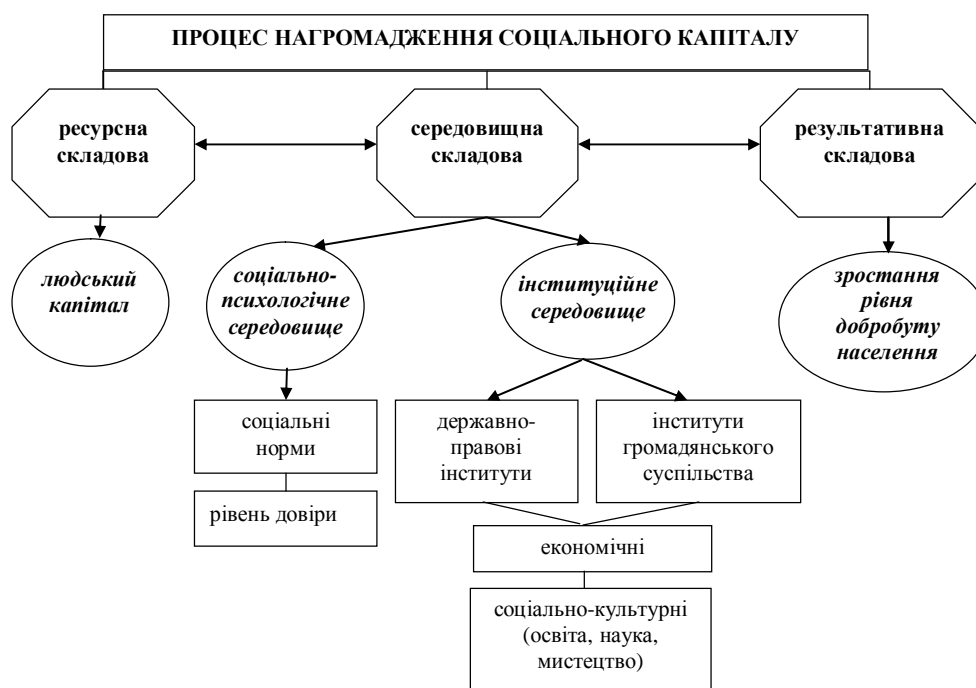 ПРОЦЕС НАГРОМАДЖЕННЯ СОЦІАЛЬНОГО КАПІТАЛУ
ресурсна
складова
середовищна
складова
результативна
складова
людський
капітал
соціально-
психологічне
середовище
інституційне
середовище
зростання
рівня
добробуту
населення
соціальні
норми
рівень довіри
державно-
правові
інститути
інститути
громадянського
суспільства
економічні
соціально-культурні
(освіта, наука,
мистецтво)